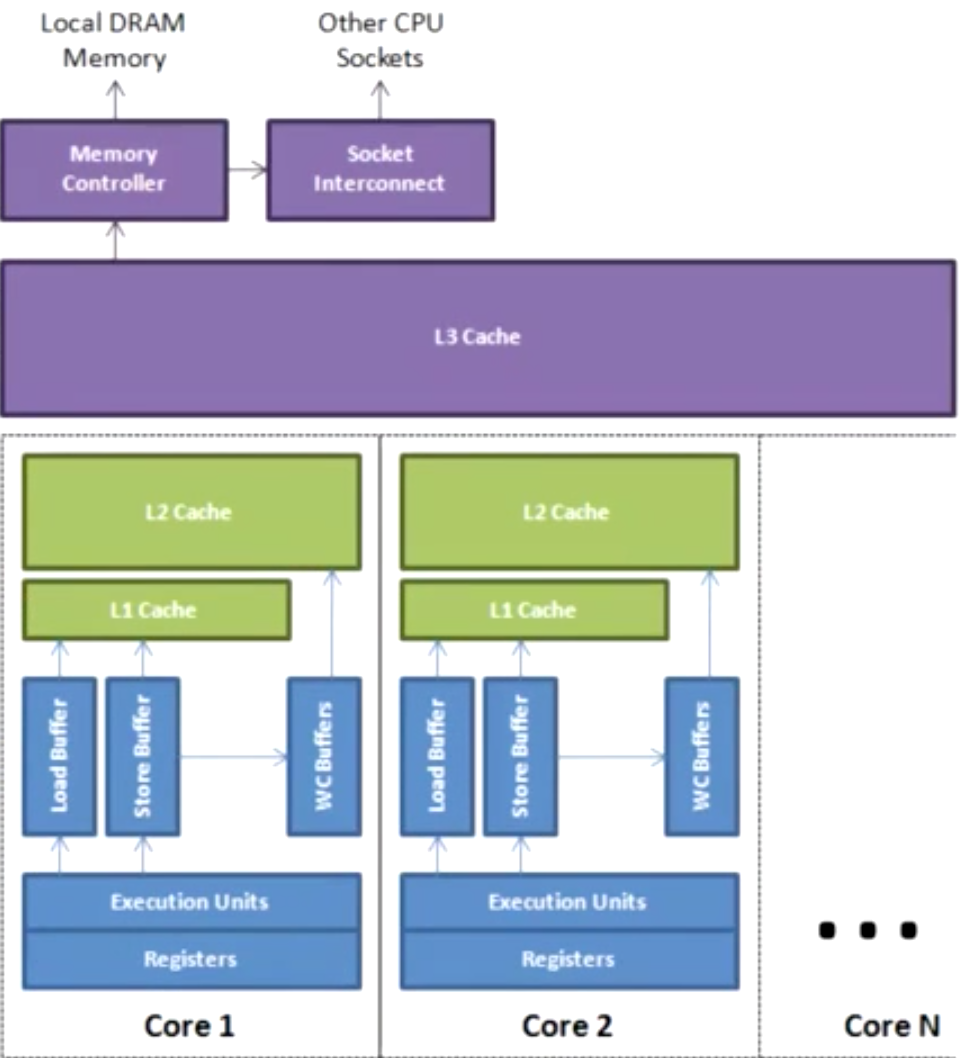 Local DRAM
Memory
Other CPU
Sockets
Memory
Controller
Socket
Interconnect
L3 Cache
L2 Cache
L1 Cache
Load Buffer
Store Buffer
WC Buffers
Execution Units
Registers
Core 1
L2 Cache
L1 Cache
Load Buffer
Store Buffer
WC Buffers
Execution Units
Registers
Core 2
...
Core N